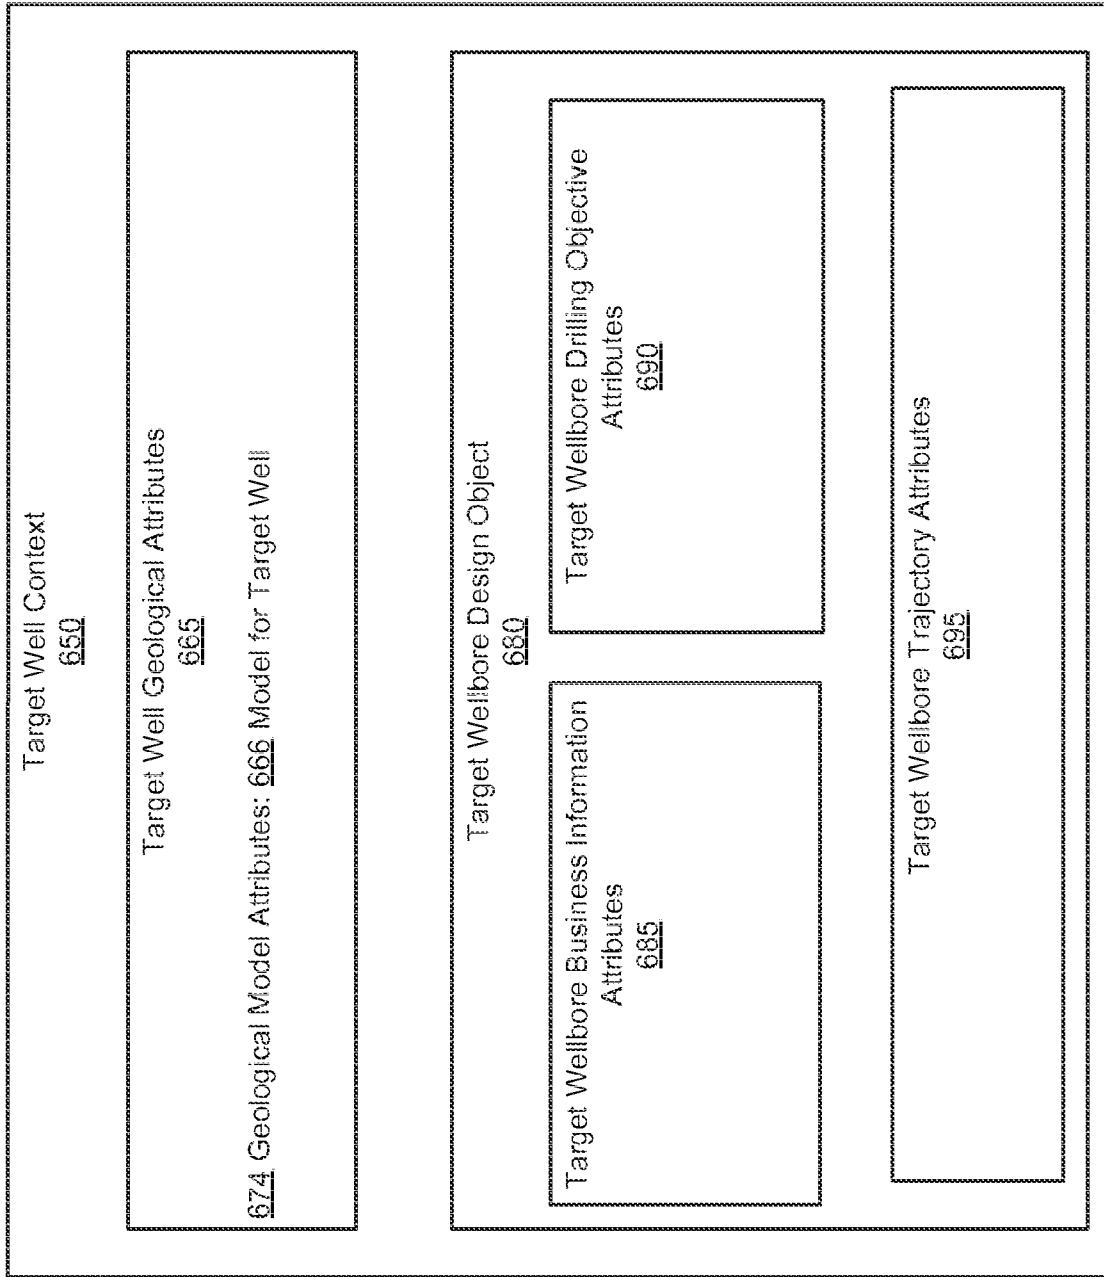 Target Well Context
650
Target Well Geological Attributes
665
674 Geological Model Attributes: 666 Model for Target Well
Target Wellbore Design Object
680
Target Wellbore Business Information
Attributes
685
Target Wellbore Drilling Objective
Attributes
690
Target Wellbore Trajectory Attributes
695